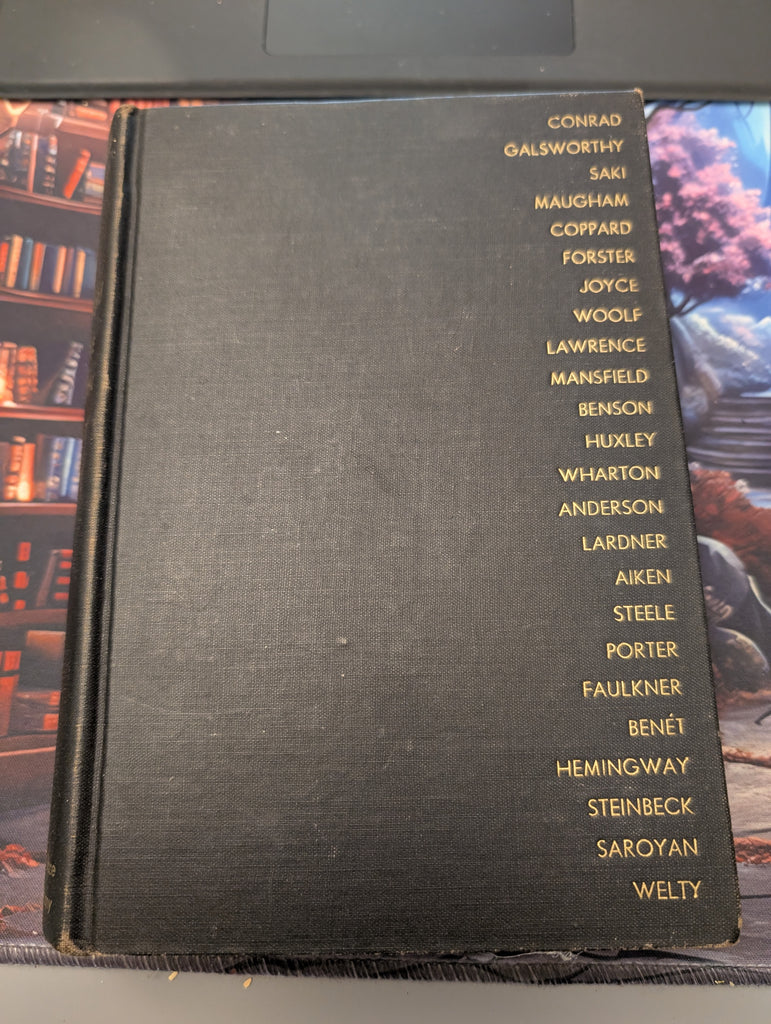 CONRAD
GALSWORTHY
SAKI
MAUGHAM
COPPARD
FORSTER
JOYCE
WOOLF
LAWRENCE
MANSFIELD
BENSON
HUXLEY
WHARTON
ANDERSON
LARDNER
AIKEN
STEELE
PORTER
FAULKNER
BENÉT
HEMINGWAY
STEINBECK
SAROYAN
WELTY